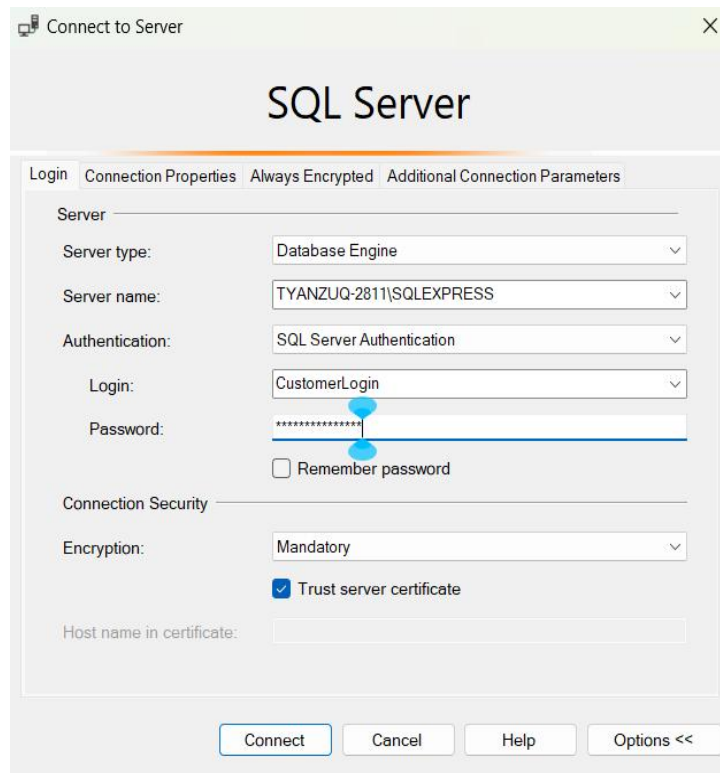 Connect to Server
SQL Server
Login Connection Properties Always Encrypted Additional Connection Parameters
Server
Server type: Database Engine
Server name: TYANZUQ-2811\SQLEXPRESS
Authentication: SQL Server Authentication
Login: CustomerLogin
Password: ***************
Remember password
Connection Security
Encryption: Mandatory
Trust server certificate
Host name in certificate:
Connect Cancel Help Options <<